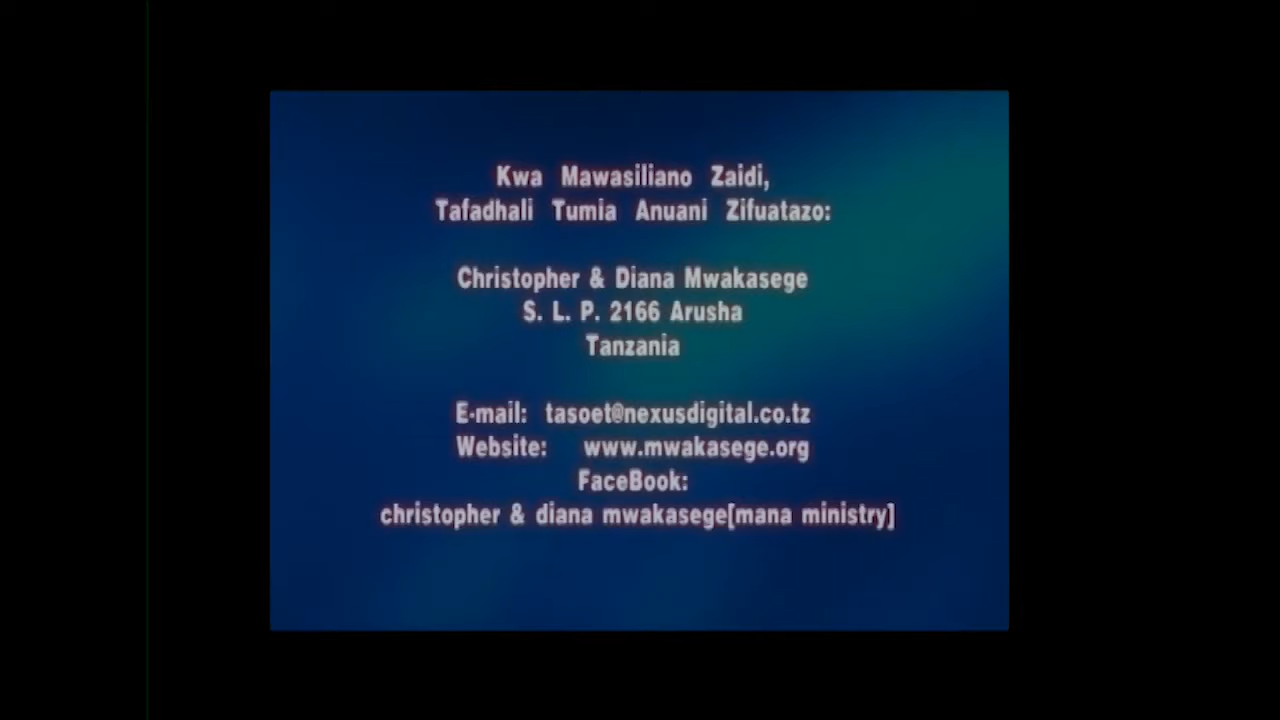 Kwa Mawasiliano Zaidi,
Tafadhali Tumia Anuani Zifuatazo:
Christopher & Diana Mwakasege
S. L. P. 2166 Arusha
Tanzania
E-mail: tasoet@nexusdigital.co.tz
Website: www.mwakasege.org
FaceBook:
christopher & diana mwakasege[mana ministry]